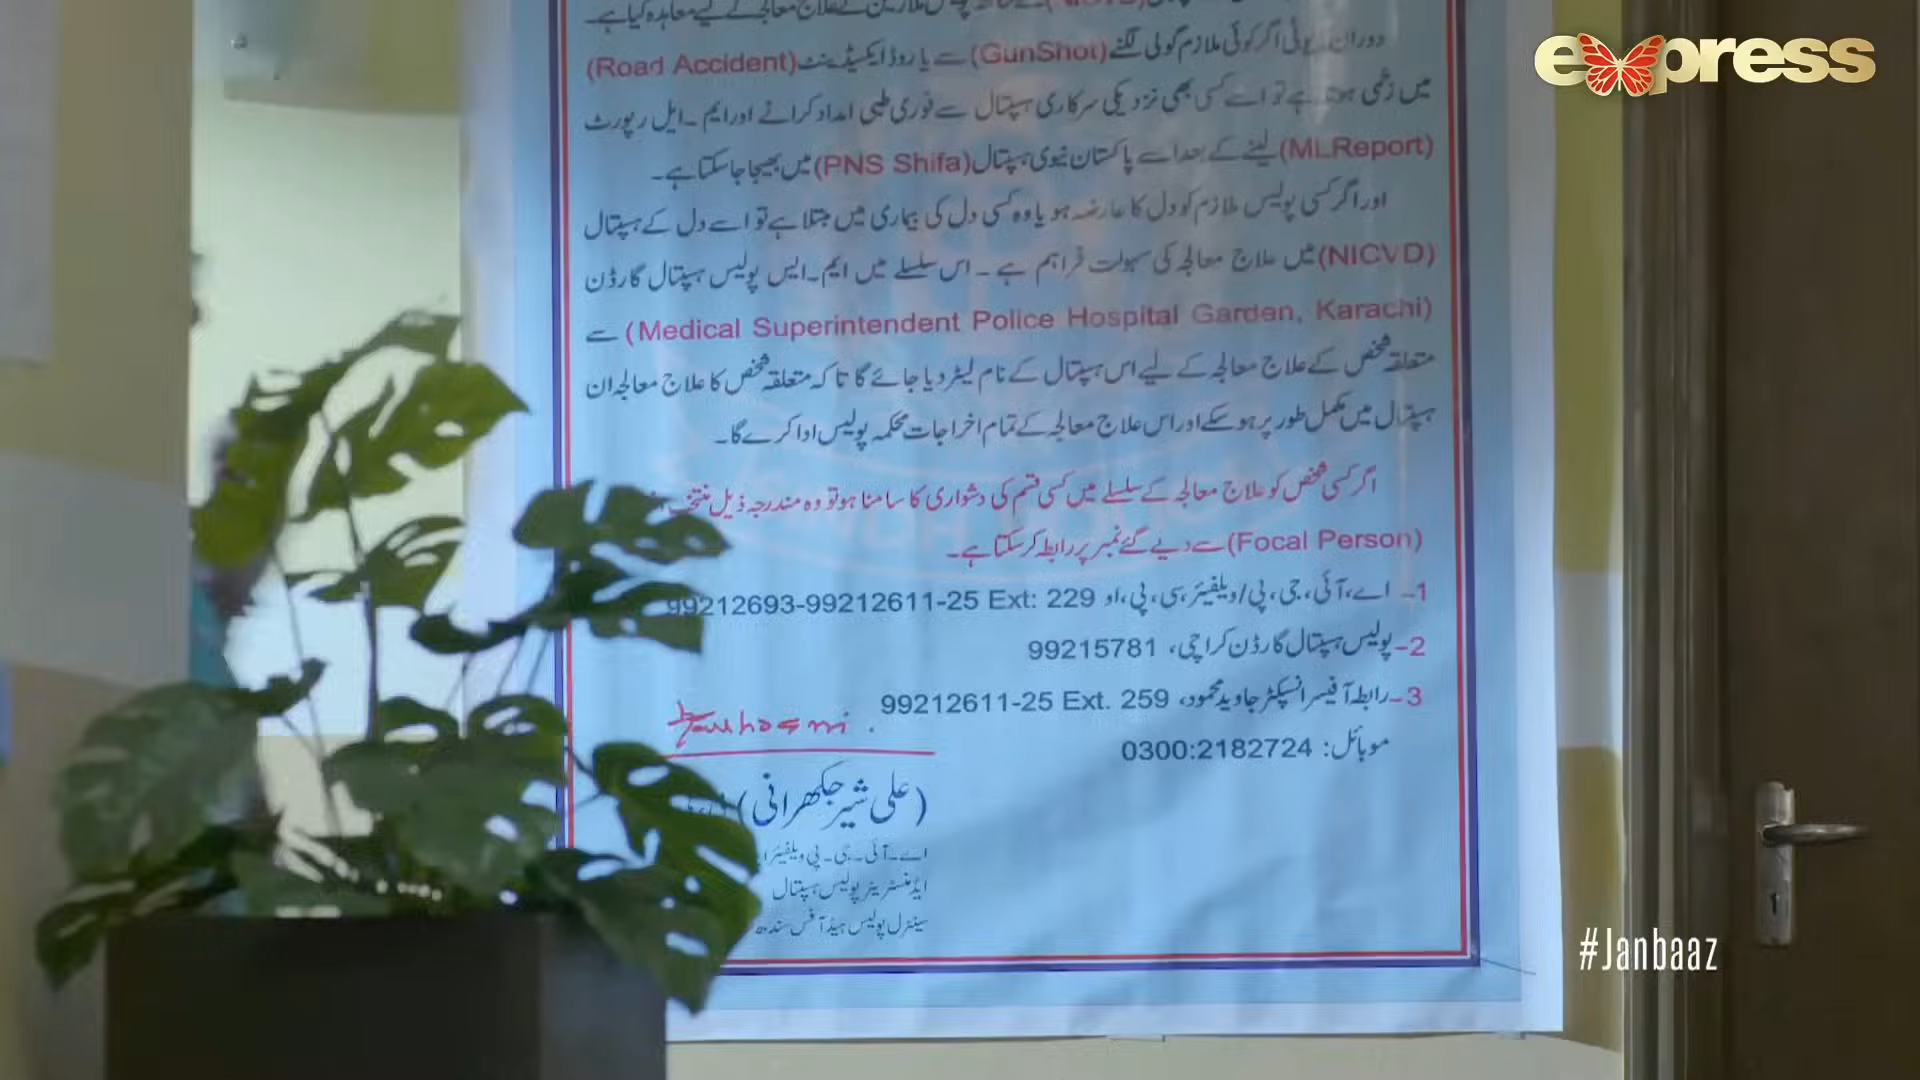 دوران ڈیوٹی اگر کوئی ملازم گولی لگنے (GunShot) سے یا روڈ ایکسیڈینٹ (Road Accident)
میں زخمی ہوتا ہے تو اسے کسی بھی نزدیکی سرکاری ہسپتال سے فوری طبی امداد کرانے اور ایم ۔ ایل رپورٹ
(MLReport) لینے کے بعد اسے پاکستان نیوی ہسپتال (PNS Shifa) میں بھیجا جا سکتا ہے۔
اور اگر کسی پولیس ملازم کو دل کا عارضہ ہو یا وہ کسی دل کی بیماری میں مبتلا ہے تو اسے دل کے ہسپتال
(NICVD) میں علاج معالجہ کی سہولت فراہم ہے ۔ اس سلسلے میں ایم۔ایس پولیس ہسپتال گارڈن
(Medical Superintendent Police Hospital Garden, Karachi) سے
متعلقہ شخص کے علاج معالجہ کے لیے اس ہسپتال کے نام لیٹر دیا جائے گا تا کہ متعلقہ شخص کا علاج معالجہ ان
ہسپتال میں مکمل طور پر ہو سکے اور اس علاج معالجہ کے تمام اخراجات محکمہ پولیس ادا کرے گا۔
اگر کسی شخص کو علاج معالجہ کے سلسلے میں کسی قسم کی دشواری کا سامنا ہو تو وہ مندرجہ ذیل منتخب
(Focal Person) سے دیے گئے نمبر پر رابطہ کر سکتا ہے۔
1- اے، آئی، جی، پی/ویلفیئر، سی، پی، او 99212693-99212611-25 Ext: 229
2- پولیس ہسپتال گارڈن کراچی، 99215781
3- رابطہ آفیسر انسپکٹر جاوید محمود، 99212611-25 Ext. 259
موبائل: 0300:2182724
(علی شیر جکھرانی)
اے۔آئی۔جی۔پی ویلفیئر
ایڈمنسٹریٹر پولیس ہسپتال
سینٹرل پولیس ہیڈ آفس سندھ
express
#Janbaaz